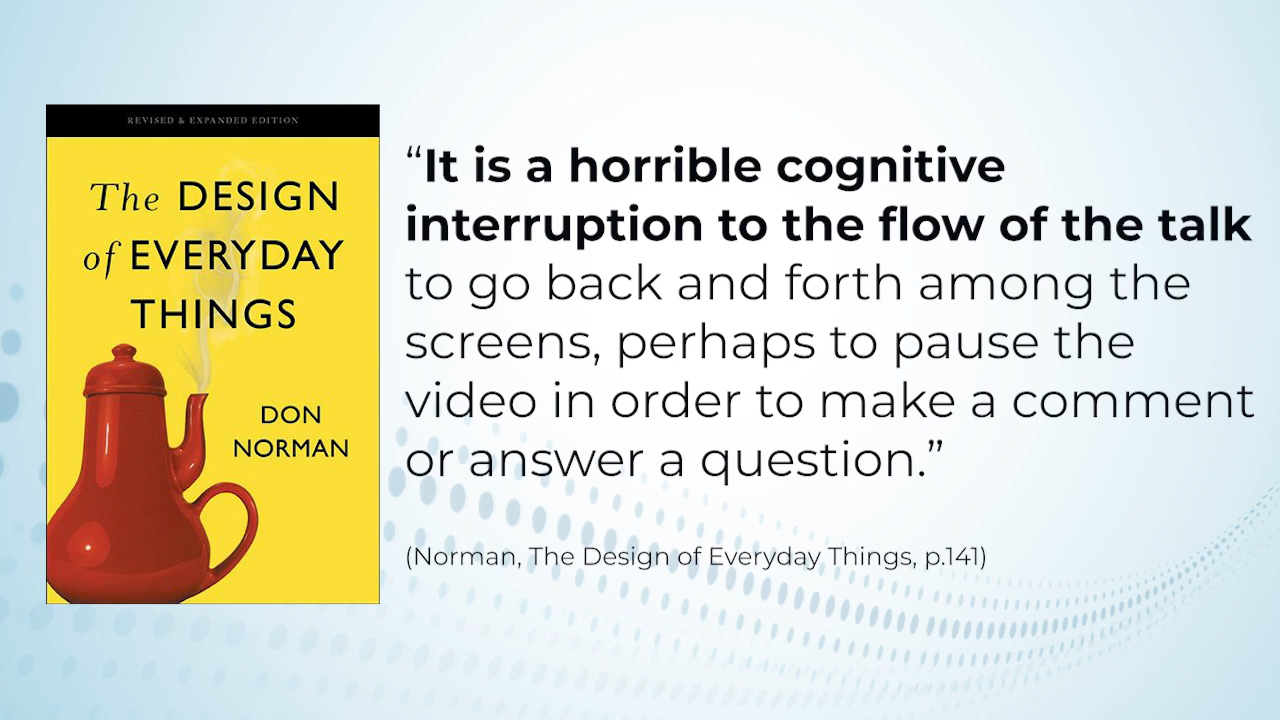 REVISED & EXPANDED EDITION
The DESIGN
of EVERYDAY
THINGS
DON
NORMAN
“It is a horrible cognitive
interruption to the flow of the talk
to go back and forth among the
screens, perhaps to pause the
video in order to make a comment
or answer a question.”
(Norman, The Design of Everyday Things, p.141)